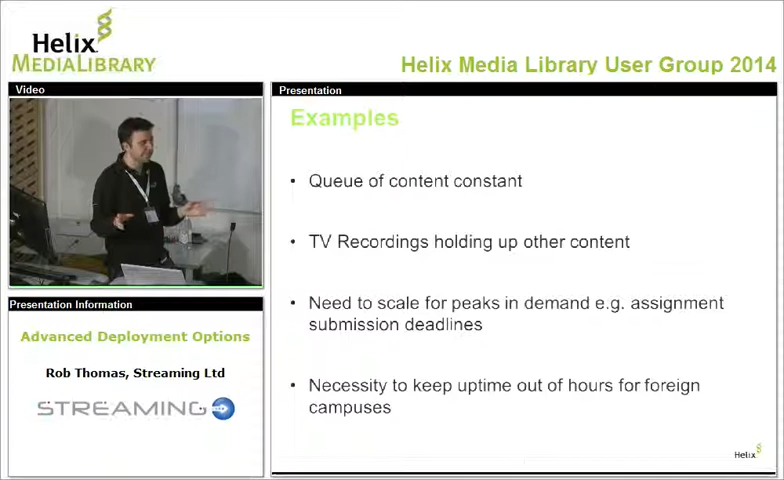 Helix
MEDIALIBRARY
Helix Media Library User Group 2014
Video
Presentation
Examples
• Queue of content constant
• TV Recordings holding up other content
• Need to scale for peaks in demand e.g. assignment
submission deadlines
• Necessity to keep uptime out of hours for foreign
campuses
Helix
Presentation Information
Advanced Deployment Options
Rob Thomas, Streaming Ltd
STREAMING